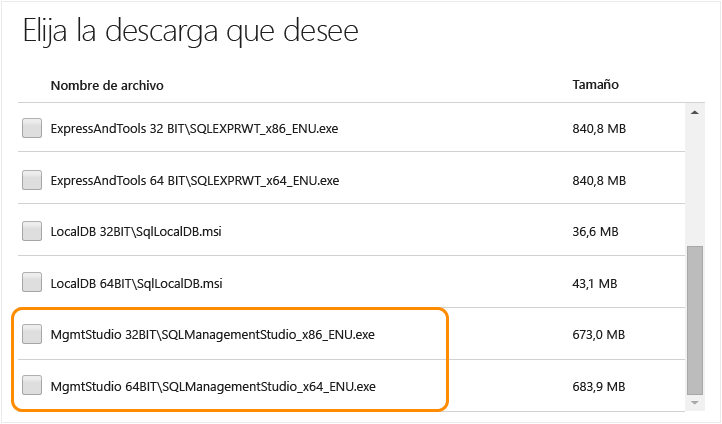 Elija la descarga que desee
Nombre de archivo Tamaño
ExpressAndTools 32 BIT\SQLEXPRWT_x86_ENU.exe 840,8 MB
ExpressAndTools 64 BIT\SQLEXPRWT_x64_ENU.exe 840,8 MB
LocalDB 32BIT\SqlLocalDB.msi 36,6 MB
LocalDB 64BIT\SqlLocalDB.msi 43,1 MB
MgmtStudio 32BIT\SQLManagementStudio_x86_ENU.exe 673,0 MB
MgmtStudio 64BIT\SQLManagementStudio_x64_ENU.exe 683,9 MB